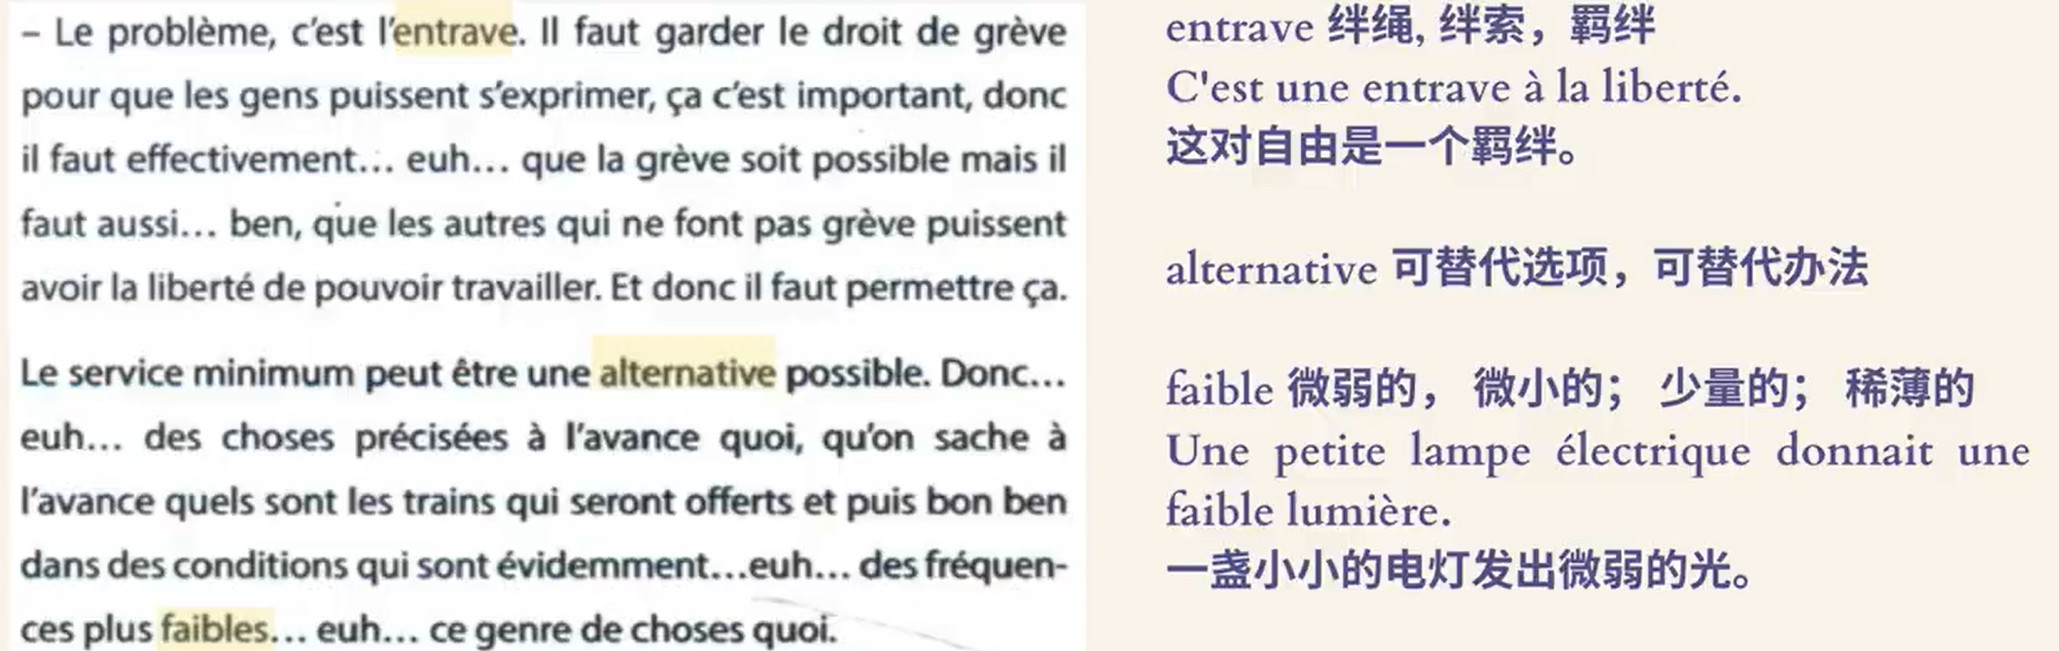 – Le problème, c'est l'entrave. Il faut garder le droit de grève
pour que les gens puissent s'exprimer, ça c'est important, donc
il faut effectivement… euh… que la grève soit possible mais il
faut aussi… ben, que les autres qui ne font pas grève puissent
avoir la liberté de pouvoir travailler. Et donc il faut permettre ça.
Le service minimum peut être une alternative possible. Donc…
euh… des choses précisées à l'avance quoi, qu'on sache à
l'avance quels sont les trains qui seront offerts et puis bon ben
dans des conditions qui sont évidemment…euh… des fréquen-
ces plus faibles… euh… ce genre de choses quoi.
entrave 绊绳, 绊索，羁绊
C'est une entrave à la liberté.
这对自由是一个羁绊。
alternative 可替代选项，可替代办法
faible 微弱的， 微小的； 少量的； 稀薄的
Une petite lampe électrique donnait une
faible lumière.
一盏小小的电灯发出微弱的光。